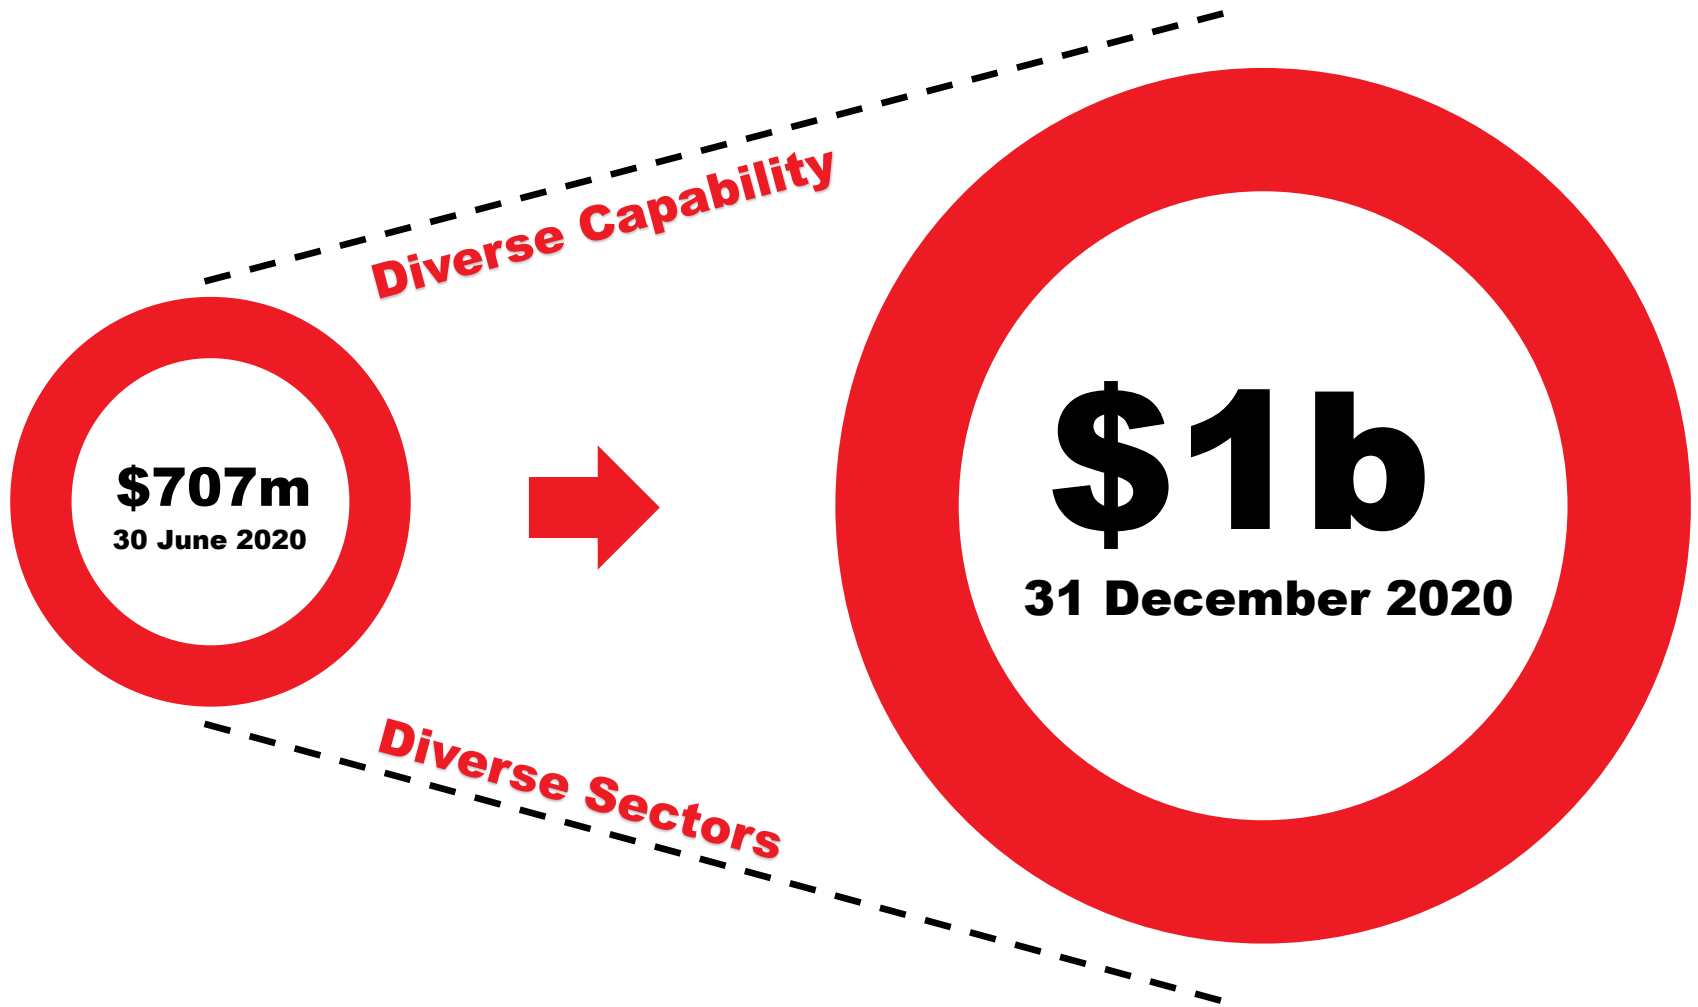 Diverse Capability
$707m
30 June 2020
$1b
31 December 2020
Diverse Sectors